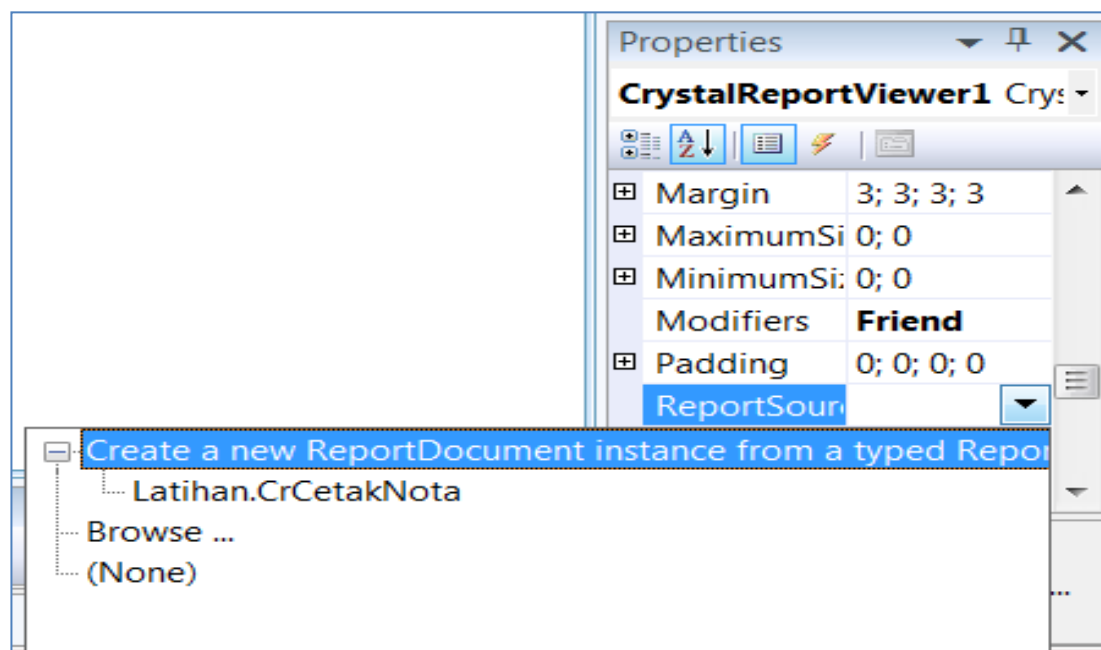 Properties
CrystalReportViewer1 Crys
Margin 3; 3; 3; 3
MaximumSi 0; 0
MinimumSiz 0; 0
Modifiers Friend
Padding 0; 0; 0; 0
ReportSour
Create a new ReportDocument instance from a typed Repor
Latihan.CrCetakNota
Browse ...
(None)
...